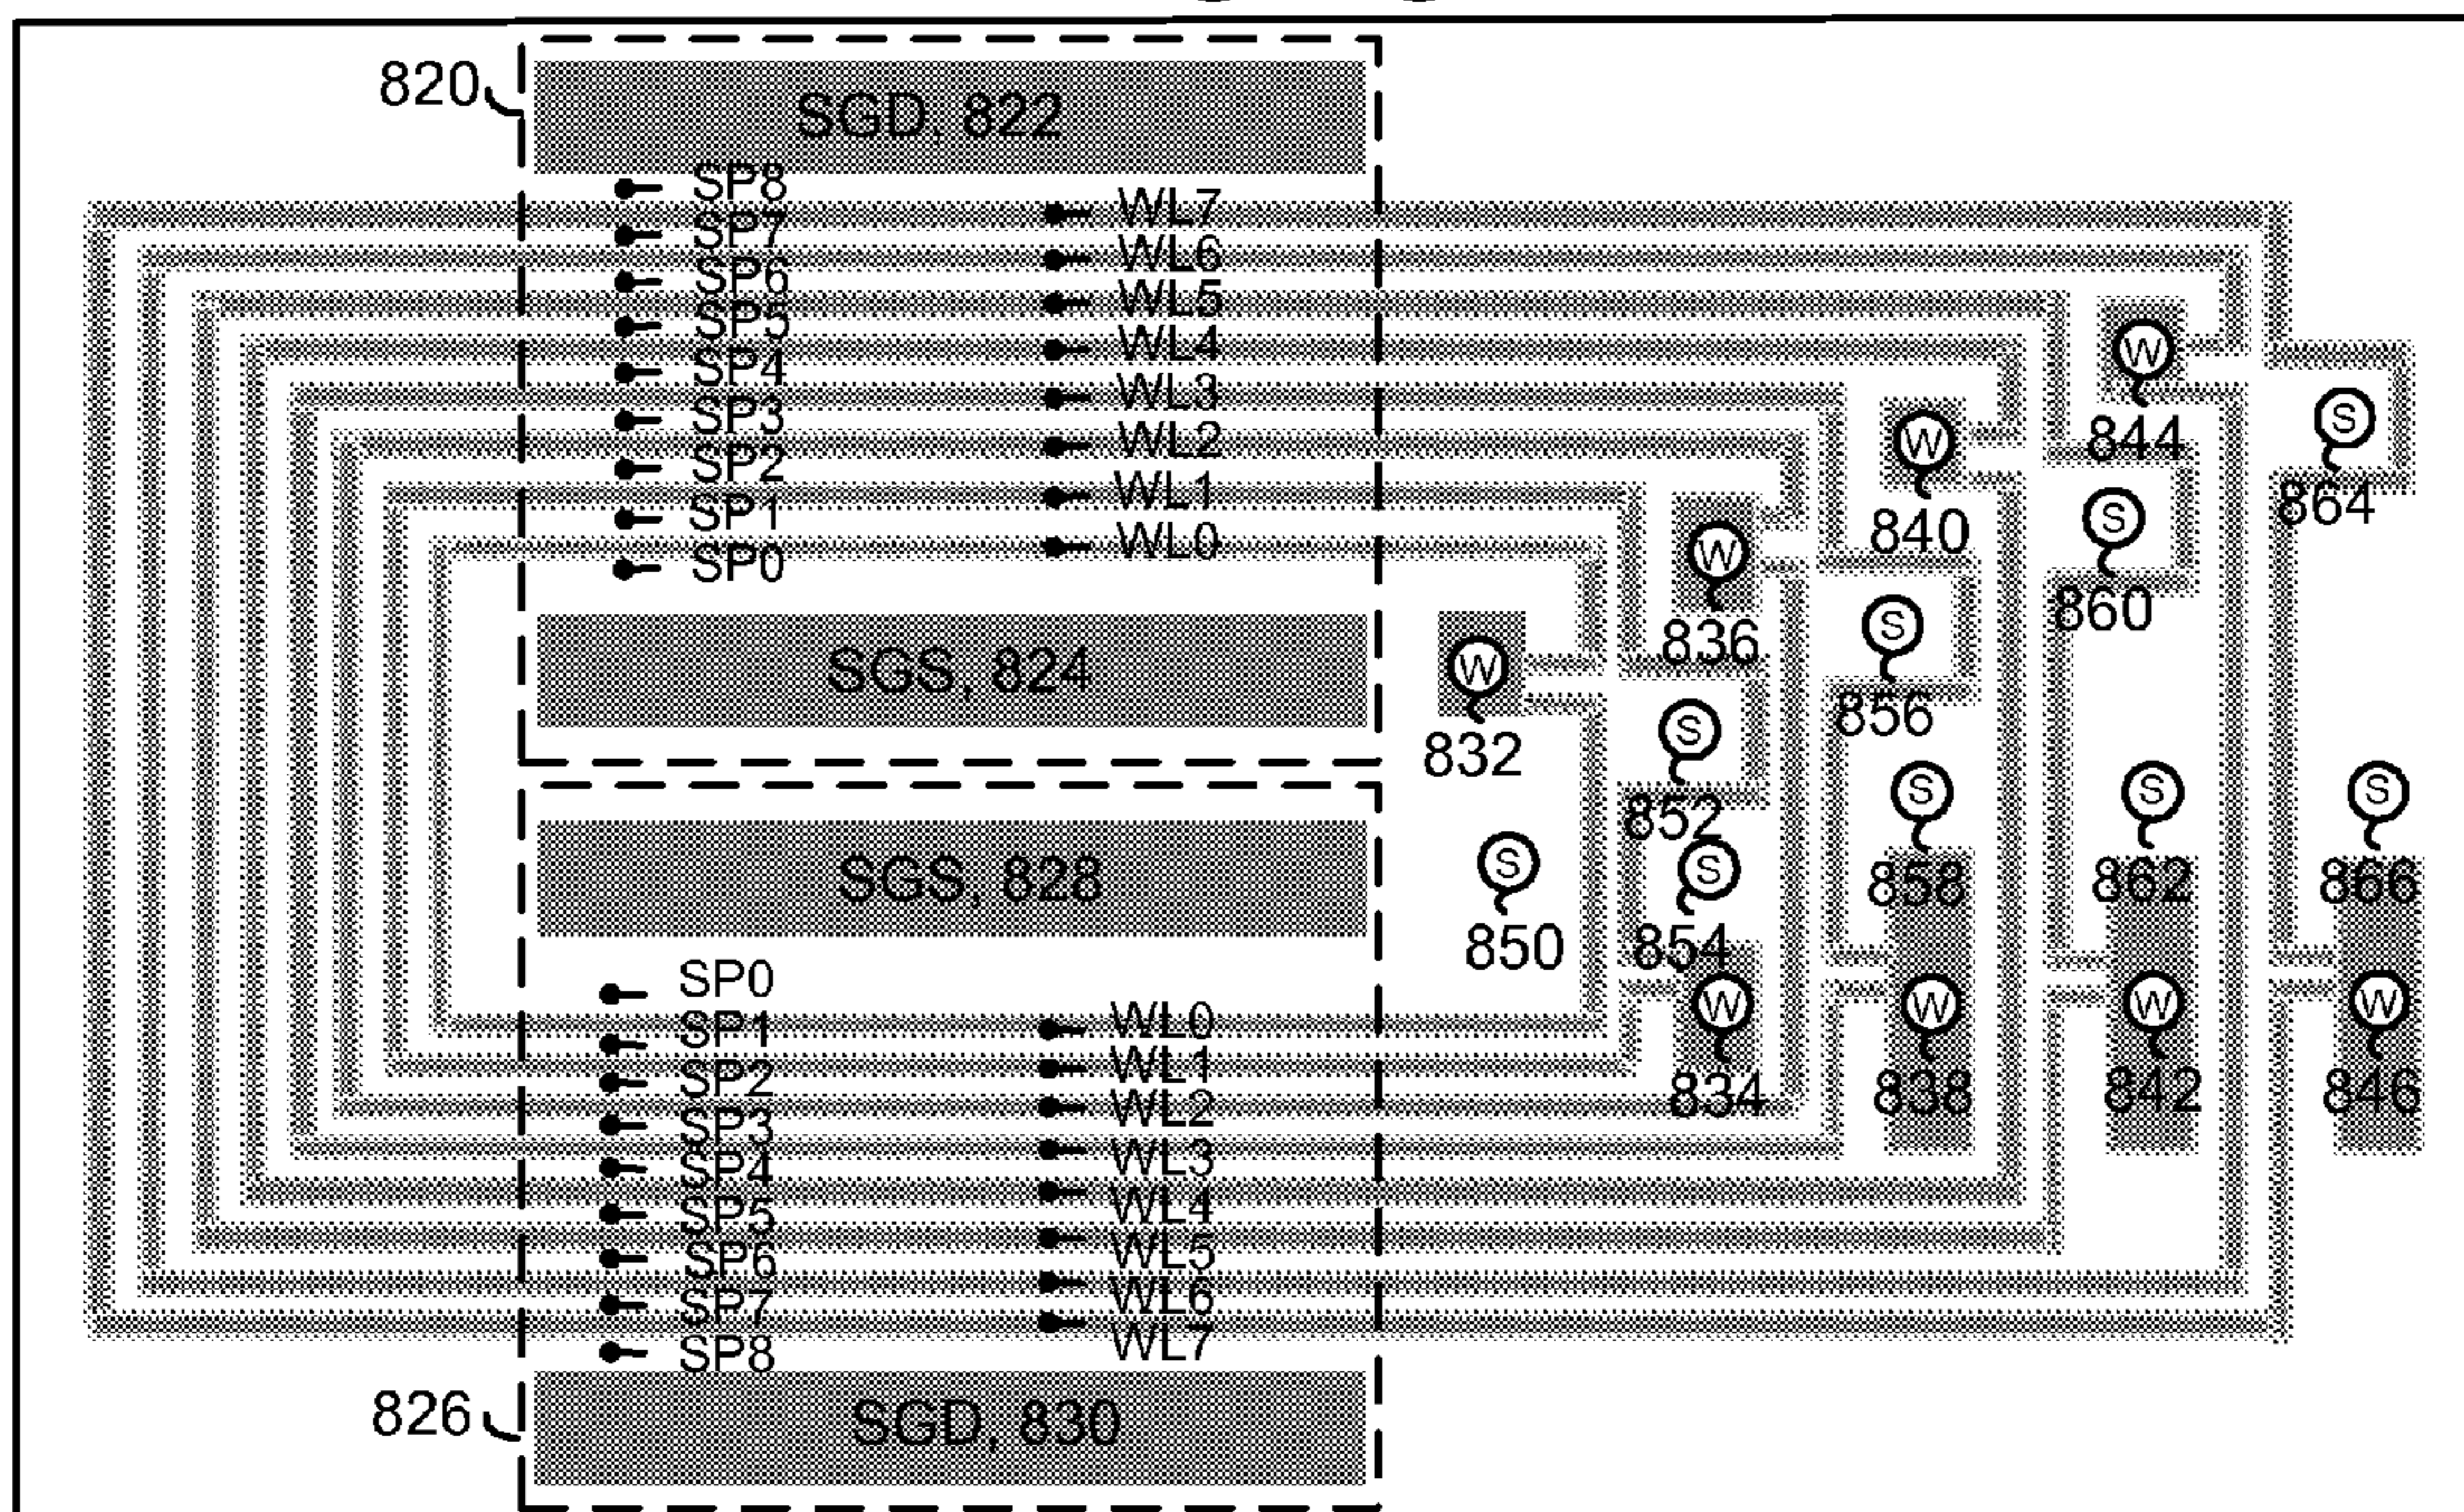 820
SGD, 822
SP8
WL7
SP7
WL6
SP6
WL5
SP5
WL4
SP4
WL3
SP3
WL2
SP2
WL1
SP1
WL0
SP0
SGS, 824
W
844
S
864
W
840
S
860
W
836
S
856
W
832
S
852
SGS, 828
S
850
S
854
S
858
S
862
S
866
W
834
W
838
W
842
W
846
SP0
WL0
SP1
WL1
SP2
WL2
SP3
WL3
SP4
WL4
SP5
WL5
SP6
WL6
SP7
WL7
SP8
826
SGD, 830